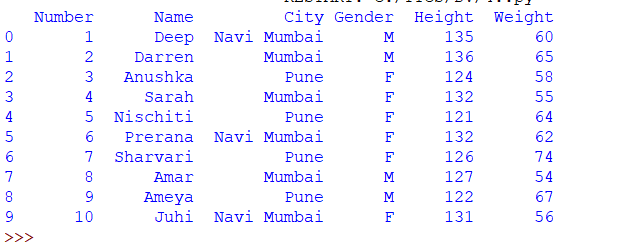 Number Name City Gender Height Weight
0 1 Deep Navi Mumbai M 135 60
1 2 Darren Mumbai M 136 65
2 3 Anushka Pune F 124 58
3 4 Sarah Mumbai F 132 55
4 5 Nischiti Pune F 121 64
5 6 Prerana Navi Mumbai F 132 62
6 7 Sharvari Pune F 126 74
7 8 Amar Mumbai M 127 54
8 9 Ameya Pune M 122 67
9 10 Juhi Navi Mumbai F 131 56
>>>